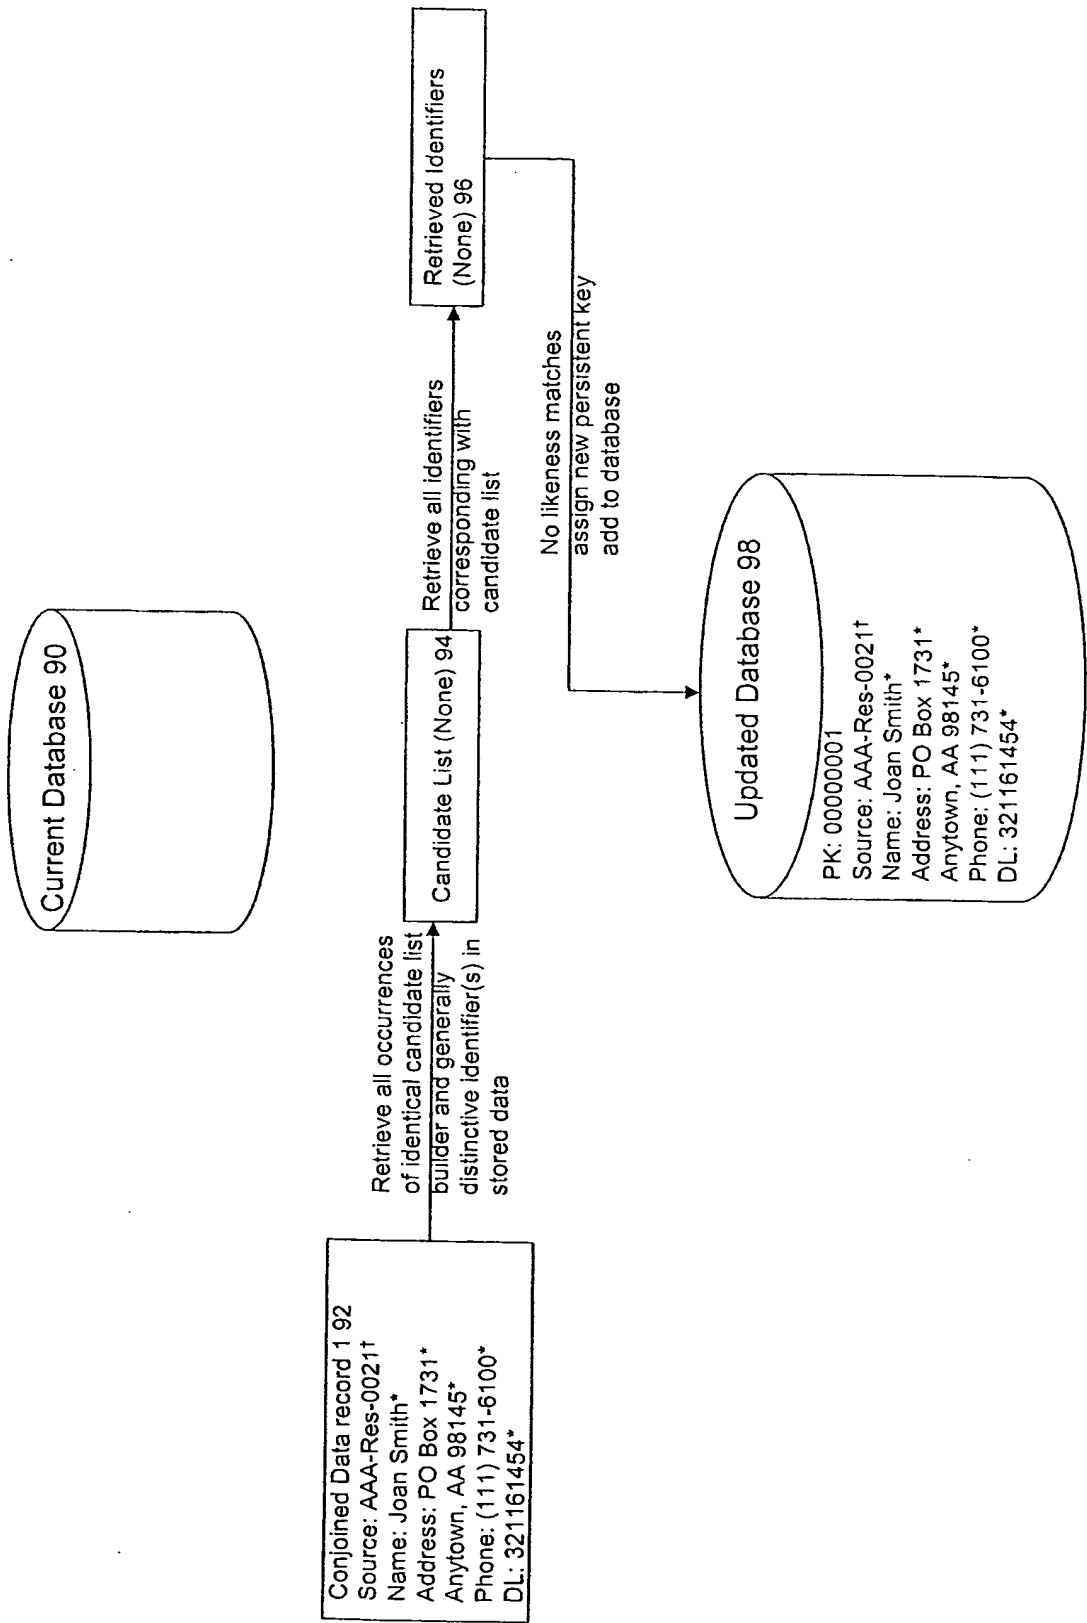 Current Database 90
Conjoined Data record 1 92
Source: AAA-Res-0021†
Name: Joan Smith*
Address: PO Box 1731*
Anytown, AA 98145*
Phone: (111) 731-6100*
DL: 321161454*
Retrieve all occurrences
of identical candidate list
builder and generally
distinctive identifier(s) in
stored data
Candidate List (None) 94
Retrieve all identifiers
corresponding with
candidate list
Retrieved Identifiers
(None) 96
No likeness matches
assign new persistent key
add to database
Updated Database 98
PK: 00000001
Source: AAA-Res-0021†
Name: Joan Smith*
Address: PO Box 1731*
Anytown, AA 98145*
Phone: (111) 731-6100*
DL: 321161454*